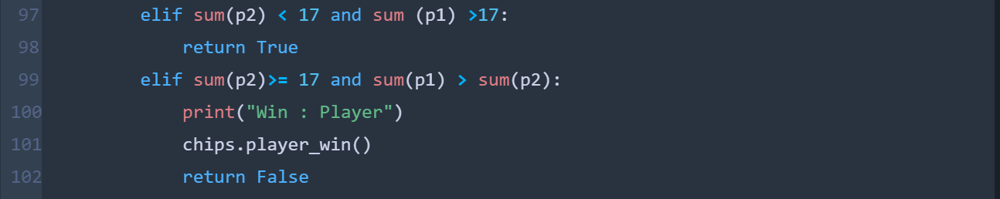 97 elif sum(p2) < 17 and sum (p1) >17:
98 return True
99 elif sum(p2)>= 17 and sum(p1) > sum(p2):
100 print("Win : Player")
101 chips.player_win()
102 return False